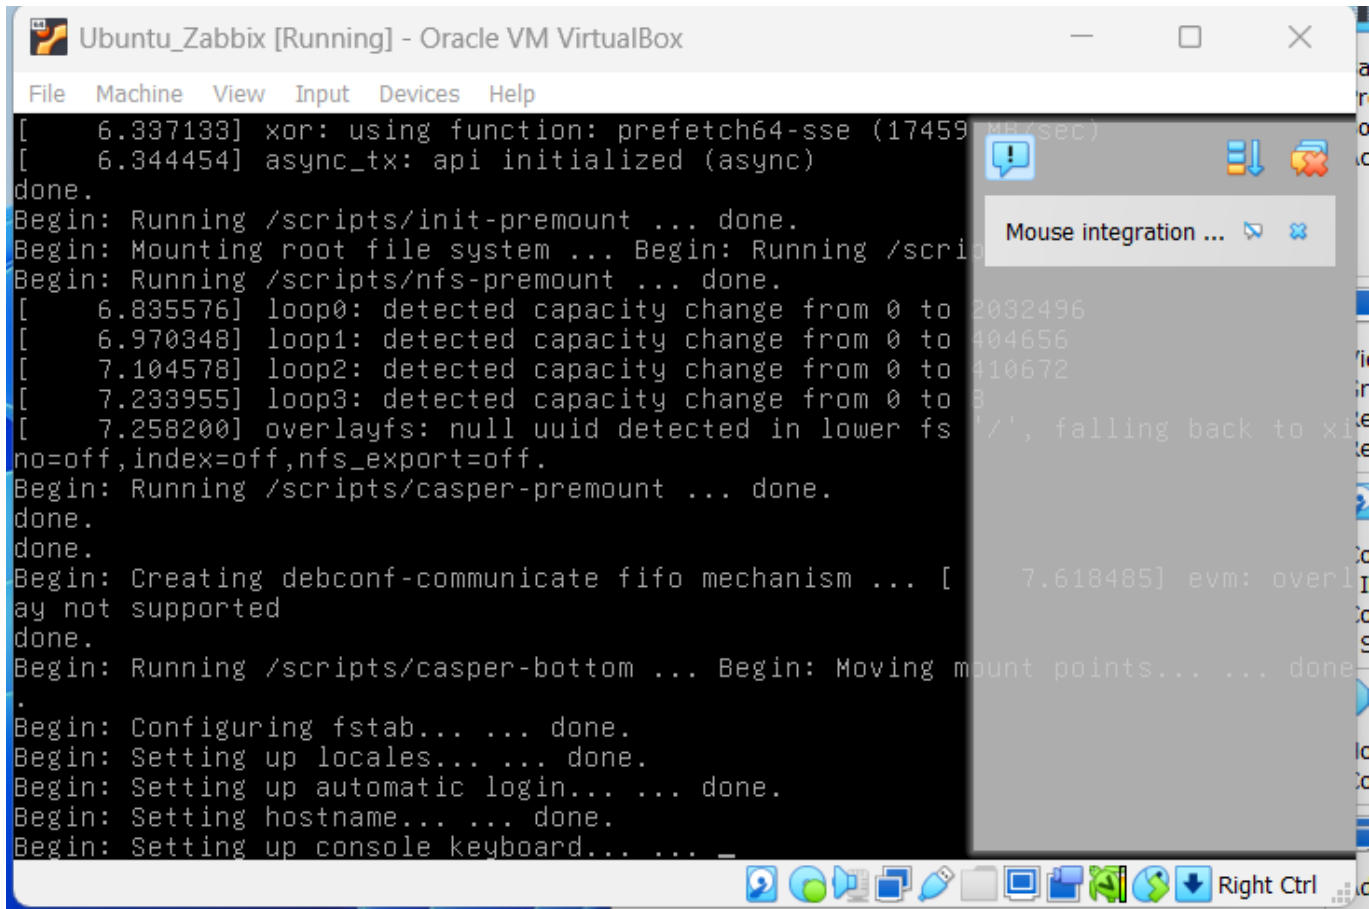 Ubuntu_Zabbix [Running] - Oracle VM VirtualBox
File Machine View Input Devices Help
[    6.337133] xor: using function: prefetch64-sse (17459 MB/sec)
[    6.344454] async_tx: api initialized (async)
done.
Begin: Running /scripts/init-premount ... done.
Begin: Mounting root file system ... Begin: Running /scrip
Mouse integration ...
Begin: Running /scripts/nfs-premount ... done.
[    6.835576] loop0: detected capacity change from 0 to 2032496
[    6.970348] loop1: detected capacity change from 0 to 404656
[    7.104578] loop2: detected capacity change from 0 to 410672
[    7.233955] loop3: detected capacity change from 0 to 8
[    7.258200] overlayfs: null uuid detected in lower fs '/', falling back to xi
no=off,index=off,nfs_export=off.
Begin: Running /scripts/casper-premount ... done.
done.
done.
Begin: Creating debconf-communicate fifo mechanism ... [    7.618485] evm: overl
ay not supported
done.
Begin: Running /scripts/casper-bottom ... Begin: Moving mount points... ... done
.
Begin: Configuring fstab... ... done.
Begin: Setting up locales... ... done.
Begin: Setting up automatic login... ... done.
Begin: Setting hostname... ... done.
Begin: Setting up console keyboard... ... _
Right Ctrl